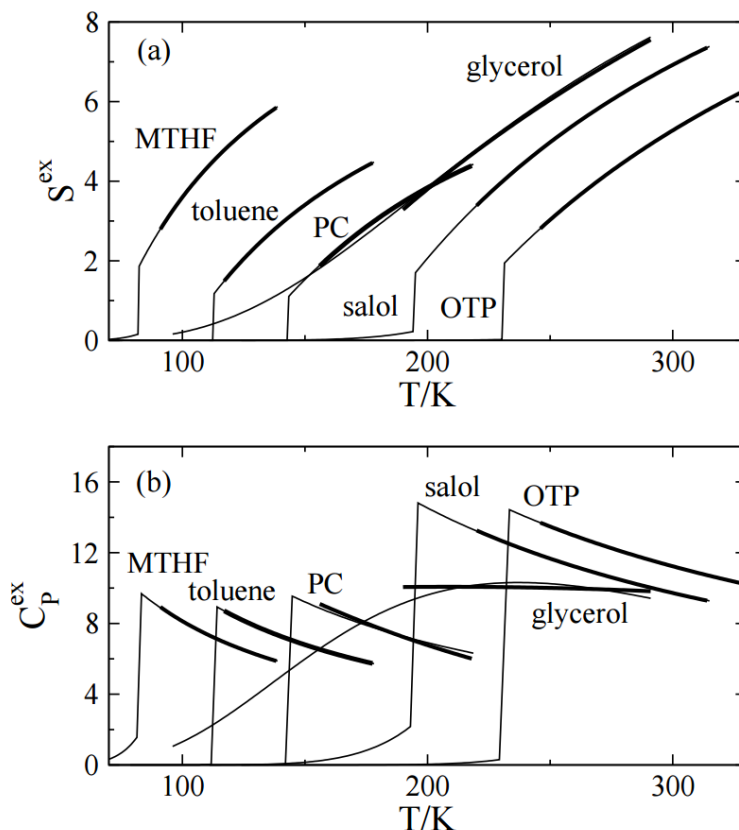 (a)
8
6
4
2
0
S^ex
MTHF
toluene
PC
glycerol
salol
OTP
100
200
300
T/K
(b)
16
12
8
4
0
C_P^ex
MTHF
toluene
PC
salol
OTP
glycerol
100
200
300
T/K